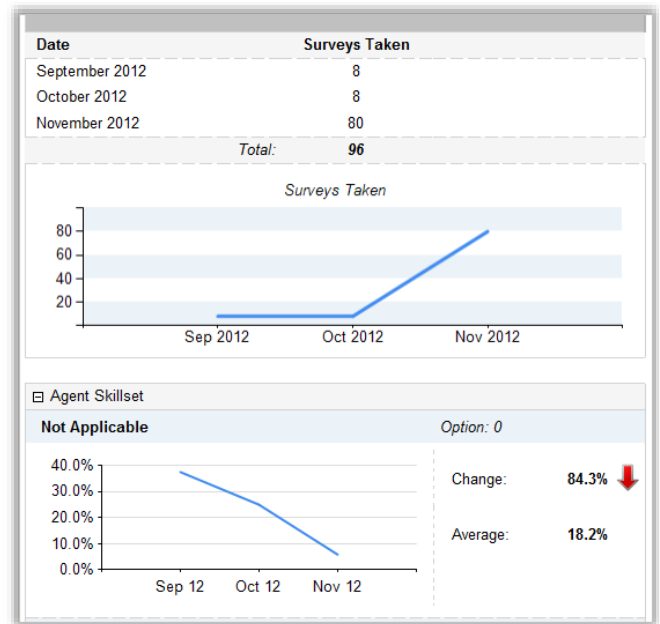 Date Surveys Taken
September 2012 8
October 2012 8
November 2012 80
Total: 96
Surveys Taken
80
60
40
20
Sep 2012 Oct 2012 Nov 2012
Agent Skillset
Not Applicable Option: 0
40.0%
30.0%
20.0%
10.0%
0.0%
Sep 12 Oct 12 Nov 12
Change: 84.3%
Average: 18.2%